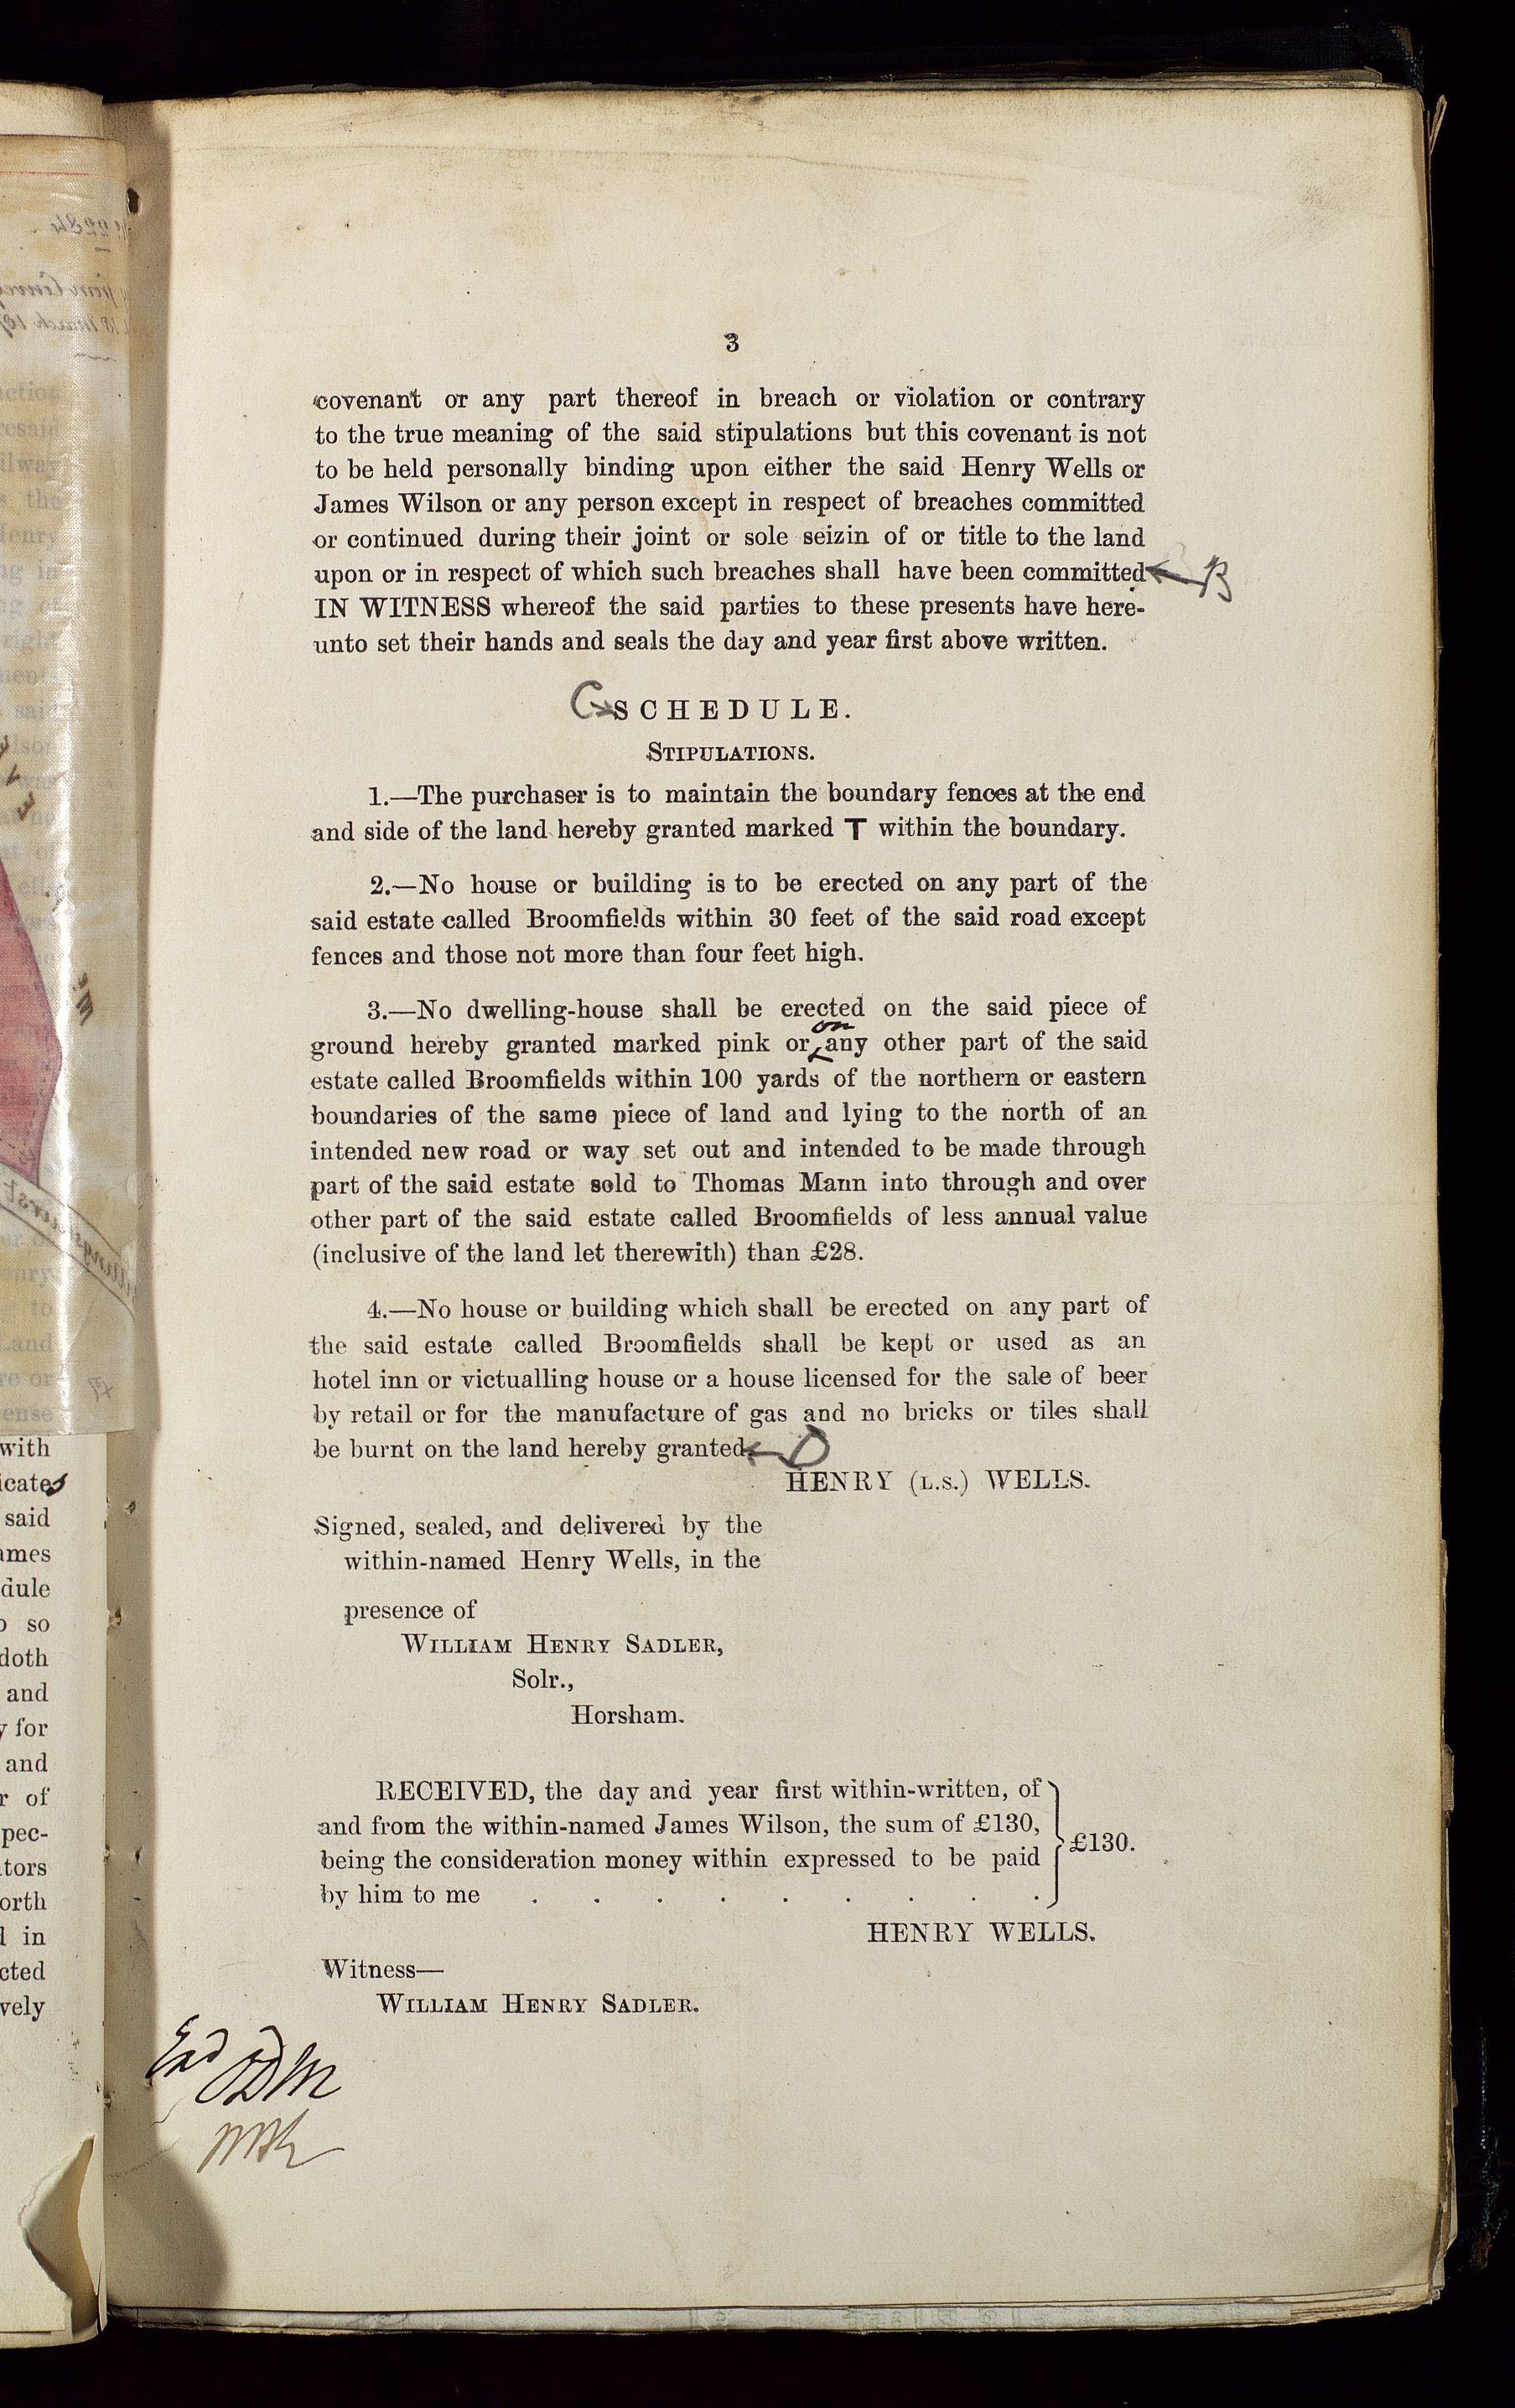 3
covenant or any part thereof in breach or violation or contrary
to the true meaning of the said stipulations but this covenant is not
to be held personally binding upon either the said Henry Wells or
James Wilson or any person except in respect of breaches committed
or continued during their joint or sole seizin of or title to the land
upon or in respect of which such breaches shall have been committed B
IN WITNESS whereof the said parties to these presents have here-
unto set their hands and seals the day and year first above written.
C SCHEDULE.
STIPULATIONS.
1.—The purchaser is to maintain the boundary fences at the end
and side of the land hereby granted marked T within the boundary.
2.—No house or building is to be erected on any part of the
said estate called Broomfields within 30 feet of the said road except
fences and those not more than four feet high.
3.—No dwelling-house shall be erected on the said piece of
ground hereby granted marked pink or on any other part of the said
estate called Broomfields within 100 yards of the northern or eastern
boundaries of the same piece of land and lying to the north of an
intended new road or way set out and intended to be made through
part of the said estate sold to Thomas Mann into through and over
other part of the said estate called Broomfields of less annual value
(inclusive of the land let therewith) than £28.
4.—No house or building which shall be erected on any part of
the said estate called Broomfields shall be kept or used as an
hotel inn or victualling house or a house licensed for the sale of beer
by retail or for the manufacture of gas and no bricks or tiles shall
be burnt on the land hereby granted. D
HENRY (L.S.) WELLS.
Signed, sealed, and delivered by the
within-named Henry Wells, in the
presence of
WILLIAM HENRY SADLER,
Solr.,
Horsham.
RECEIVED, the day and year first within-written, of
and from the within-named James Wilson, the sum of £130,
being the consideration money within expressed to be paid
by him to me . . . . . . . . .
£130.
HENRY WELLS.
Witness—
WILLIAM HENRY SADLER.
with
said
dule
so
doth
and
for
and
of
in